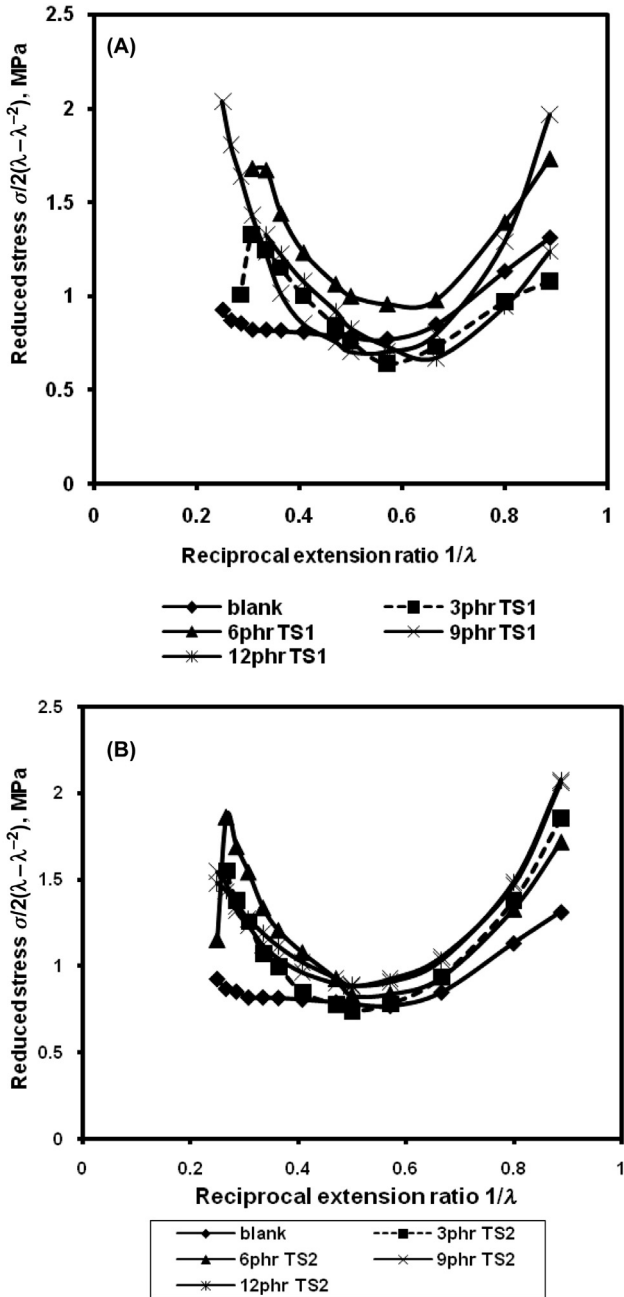 (A)
2.5
2
1.5
1
0.5
0
0 0.2 0.4 0.6 0.8 1
Reduced stress σ/2(λ−λ⁻²), MPa
Reciprocal extension ratio 1/λ
blank 3phr TS1
6phr TS1 9phr TS1
12phr TS1
(B)
2.5
2
1.5
1
0.5
0
0 0.2 0.4 0.6 0.8 1
Reduced stress σ/2(λ−λ⁻²), MPa
Reciprocal extension ratio 1/λ
blank 3phr TS2
6phr TS2 9phr TS2
12phr TS2